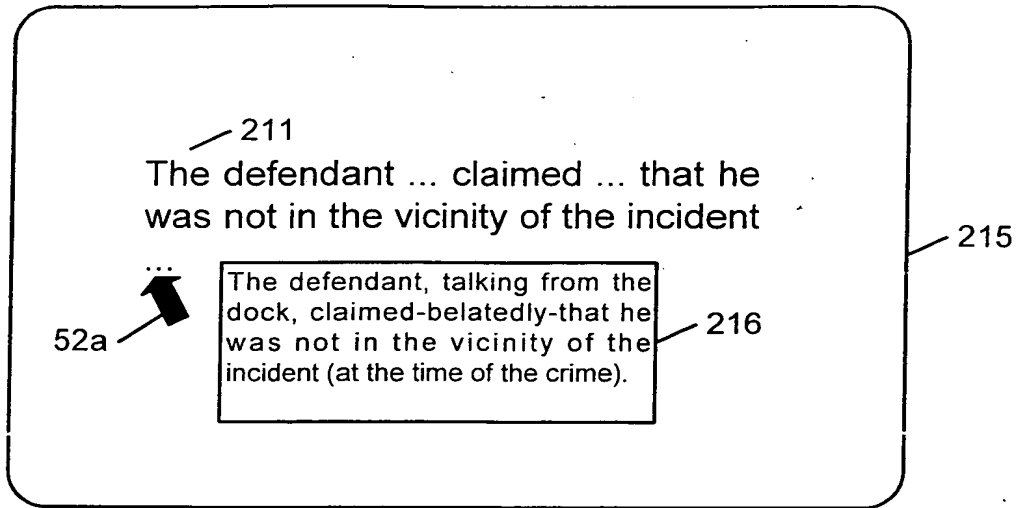 211
The defendant ... claimed ... that he
was not in the vicinity of the incident
...
215
The defendant, talking from the
dock, claimed-belatedly-that he
was not in the vicinity of the
incident (at the time of the crime).
216
52a